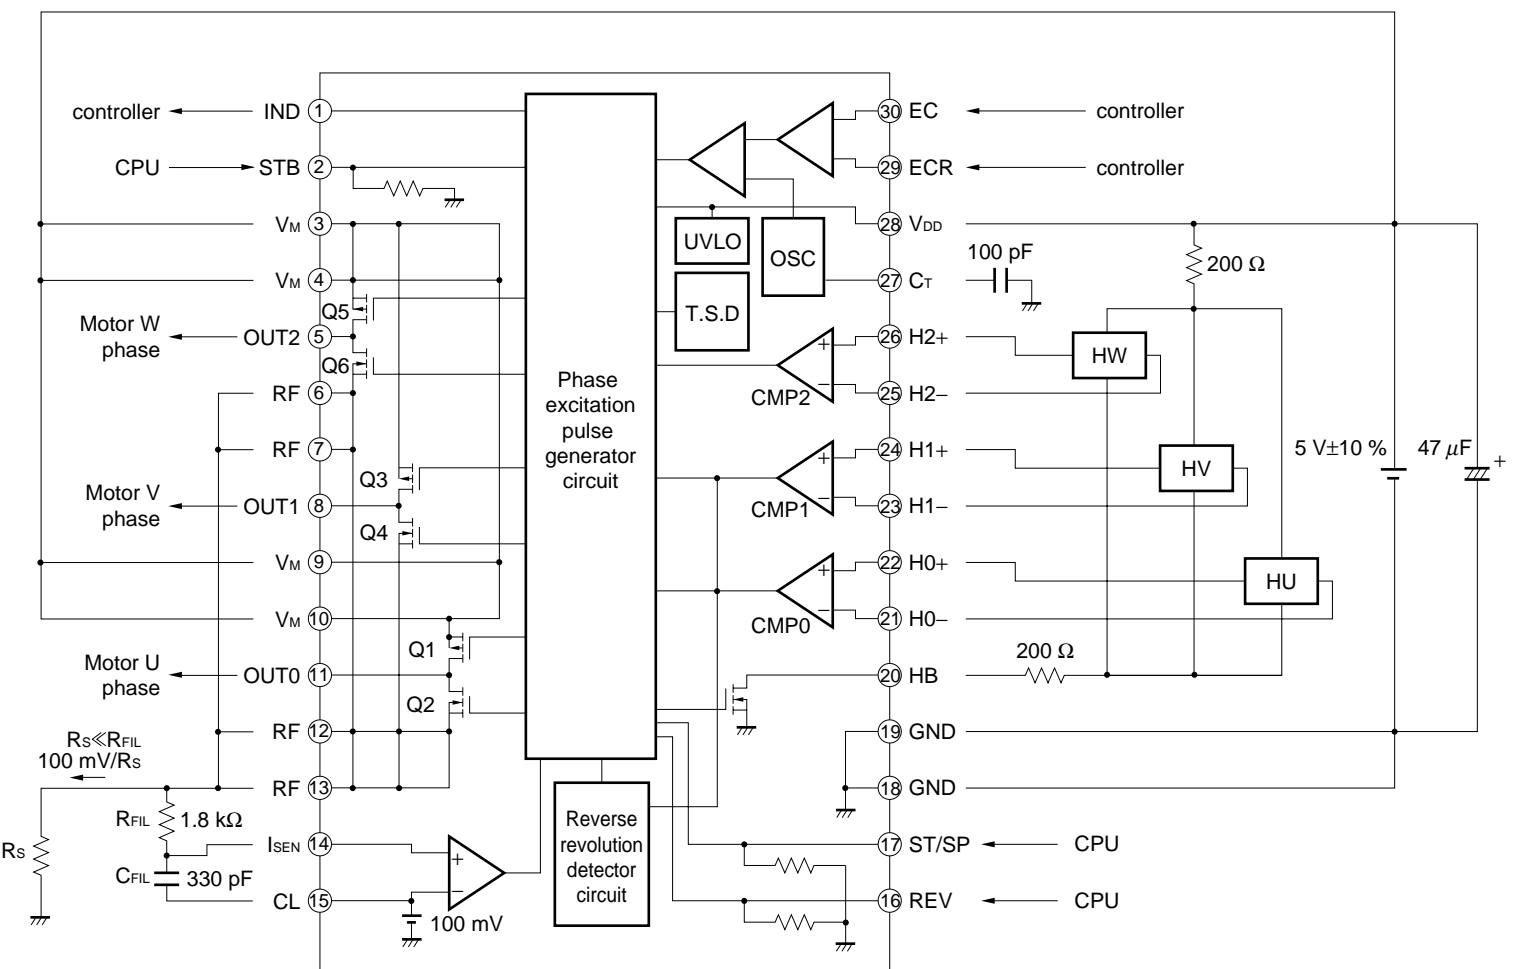 controller
IND
1
30
EC
controller
CPU
STB
2
29
ECR
controller
VM
3
28
VDD
UVLO
OSC
100 pF
200 Ω
VM
4
27
CT
Q5
T.S.D
Motor W
phase
OUT2
5
26
H2+
HW
Q6
+
−
CMP2
RF
6
25
H2−
Phase
excitation
pulse
generator
circuit
RF
7
24
H1+
5 V±10 %
47 μF
+
Q3
+
−
CMP1
HV
Motor V
phase
OUT1
8
23
H1−
Q4
VM
9
22
H0+
+
−
CMP0
HU
VM
10
21
H0−
Q1
Motor U
phase
OUT0
11
20
HB
200 Ω
Q2
RF
12
19
GND
RS≪RFIL
100 mV/RS
RF
13
18
GND
RFIL
1.8 kΩ
Reverse
revolution
detector
circuit
RS
ISEN
14
+
−
17
ST/SP
CPU
CFIL
330 pF
CL
15
100 mV
16
REV
CPU